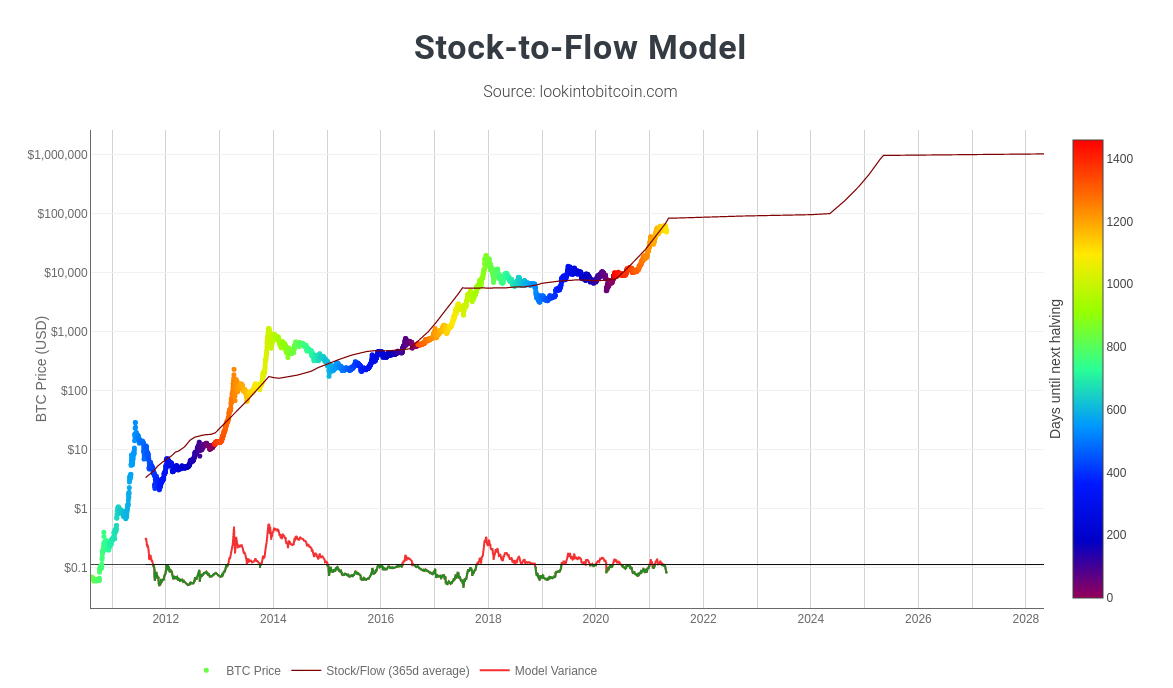 Stock-to-Flow Model
Source: lookintobitcoin.com
BTC Price (USD)
$1,000,000
$100,000
$10,000
$1,000
$100
$10
$1
$0.1
2012 2014 2016 2018 2020 2022 2024 2026 2028
Days until next halving
1400
1200
1000
800
600
400
200
0
BTC Price Stock/Flow (365d average) Model Variance